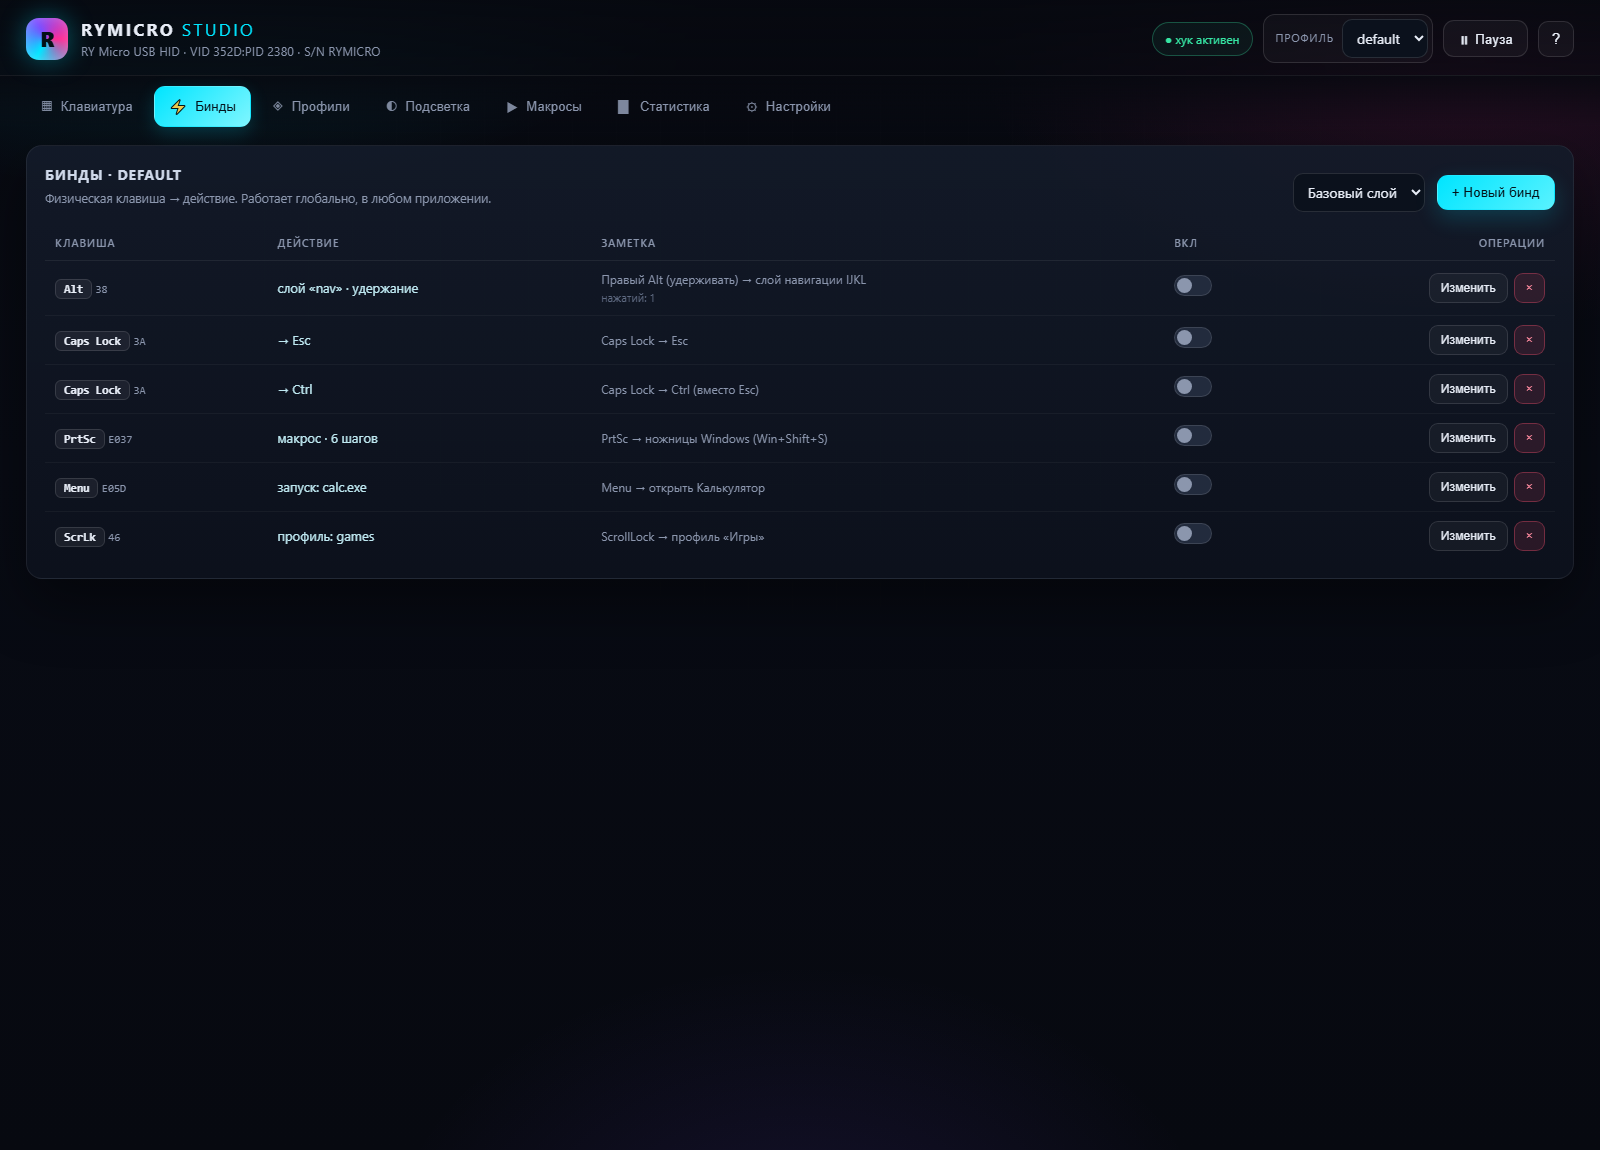 R
RYMICRO STUDIO
RY Micro USB HID · VID 352D:PID 2380 · S/N RYMICRO
● хук активен
ПРОФИЛЬ
default
Пауза
?
Клавиатура
Бинды
Профили
Подсветка
Макросы
Статистика
Настройки
БИНДЫ · DEFAULT
Физическая клавиша → действие. Работает глобально, в любом приложении.
Базовый слой
+ Новый бинд
КЛАВИША ДЕЙСТВИЕ ЗАМЕТКА ВКЛ ОПЕРАЦИИ
Alt 38 слой «nav» · удержание Правый Alt (удерживать) → слой навигации IJKL Изменить ×
нажатий: 1
Caps Lock 3A → Esc Caps Lock → Esc Изменить ×
Caps Lock 3A → Ctrl Caps Lock → Ctrl (вместо Esc) Изменить ×
PrtSc E037 макрос · 6 шагов PrtSc → ножницы Windows (Win+Shift+S) Изменить ×
Menu E05D запуск: calc.exe Menu → открыть Калькулятор Изменить ×
ScrLk 46 профиль: games ScrollLock → профиль «Игры» Изменить ×